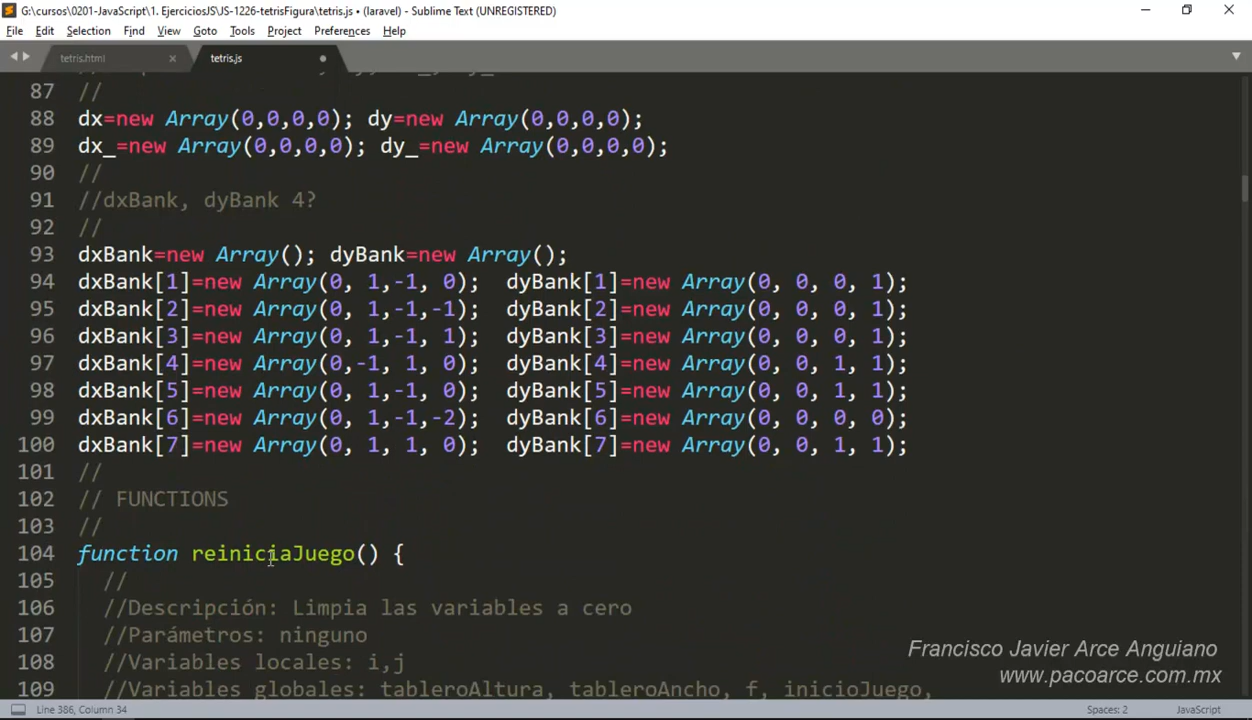 G:\cursos\0201-JavaScript\1. EjerciciosJS\JS-1226-tetrisFigura\tetris.js • (laravel) - Sublime Text (UNREGISTERED)
File Edit Selection Find View Goto Tools Project Preferences Help
tetris.html tetris.js
87 //
88 dx=new Array(0,0,0,0); dy=new Array(0,0,0,0);
89 dx_=new Array(0,0,0,0); dy_=new Array(0,0,0,0);
90 //
91 //dxBank, dyBank 4?
92 //
93 dxBank=new Array(); dyBank=new Array();
94 dxBank[1]=new Array(0, 1,-1, 0); dyBank[1]=new Array(0, 0, 0, 1);
95 dxBank[2]=new Array(0, 1,-1,-1); dyBank[2]=new Array(0, 0, 0, 1);
96 dxBank[3]=new Array(0, 1,-1, 1); dyBank[3]=new Array(0, 0, 0, 1);
97 dxBank[4]=new Array(0,-1, 1, 0); dyBank[4]=new Array(0, 0, 1, 1);
98 dxBank[5]=new Array(0, 1,-1, 0); dyBank[5]=new Array(0, 0, 1, 1);
99 dxBank[6]=new Array(0, 1,-1,-2); dyBank[6]=new Array(0, 0, 0, 0);
100 dxBank[7]=new Array(0, 1, 1, 0); dyBank[7]=new Array(0, 0, 1, 1);
101 //
102 // FUNCTIONS
103 //
104 function reiniciaJuego() {
105 //
106 //Descripción: Limpia las variables a cero
107 //Parámetros: ninguno
108 //Variables locales: i,j
109 //Variables globales: tableroAltura, tableroAncho, f, inicioJuego,
Francisco Javier Arce Anguiano
www.pacoarce.com.mx
Line 386, Column 34 Spaces: 2 JavaScript